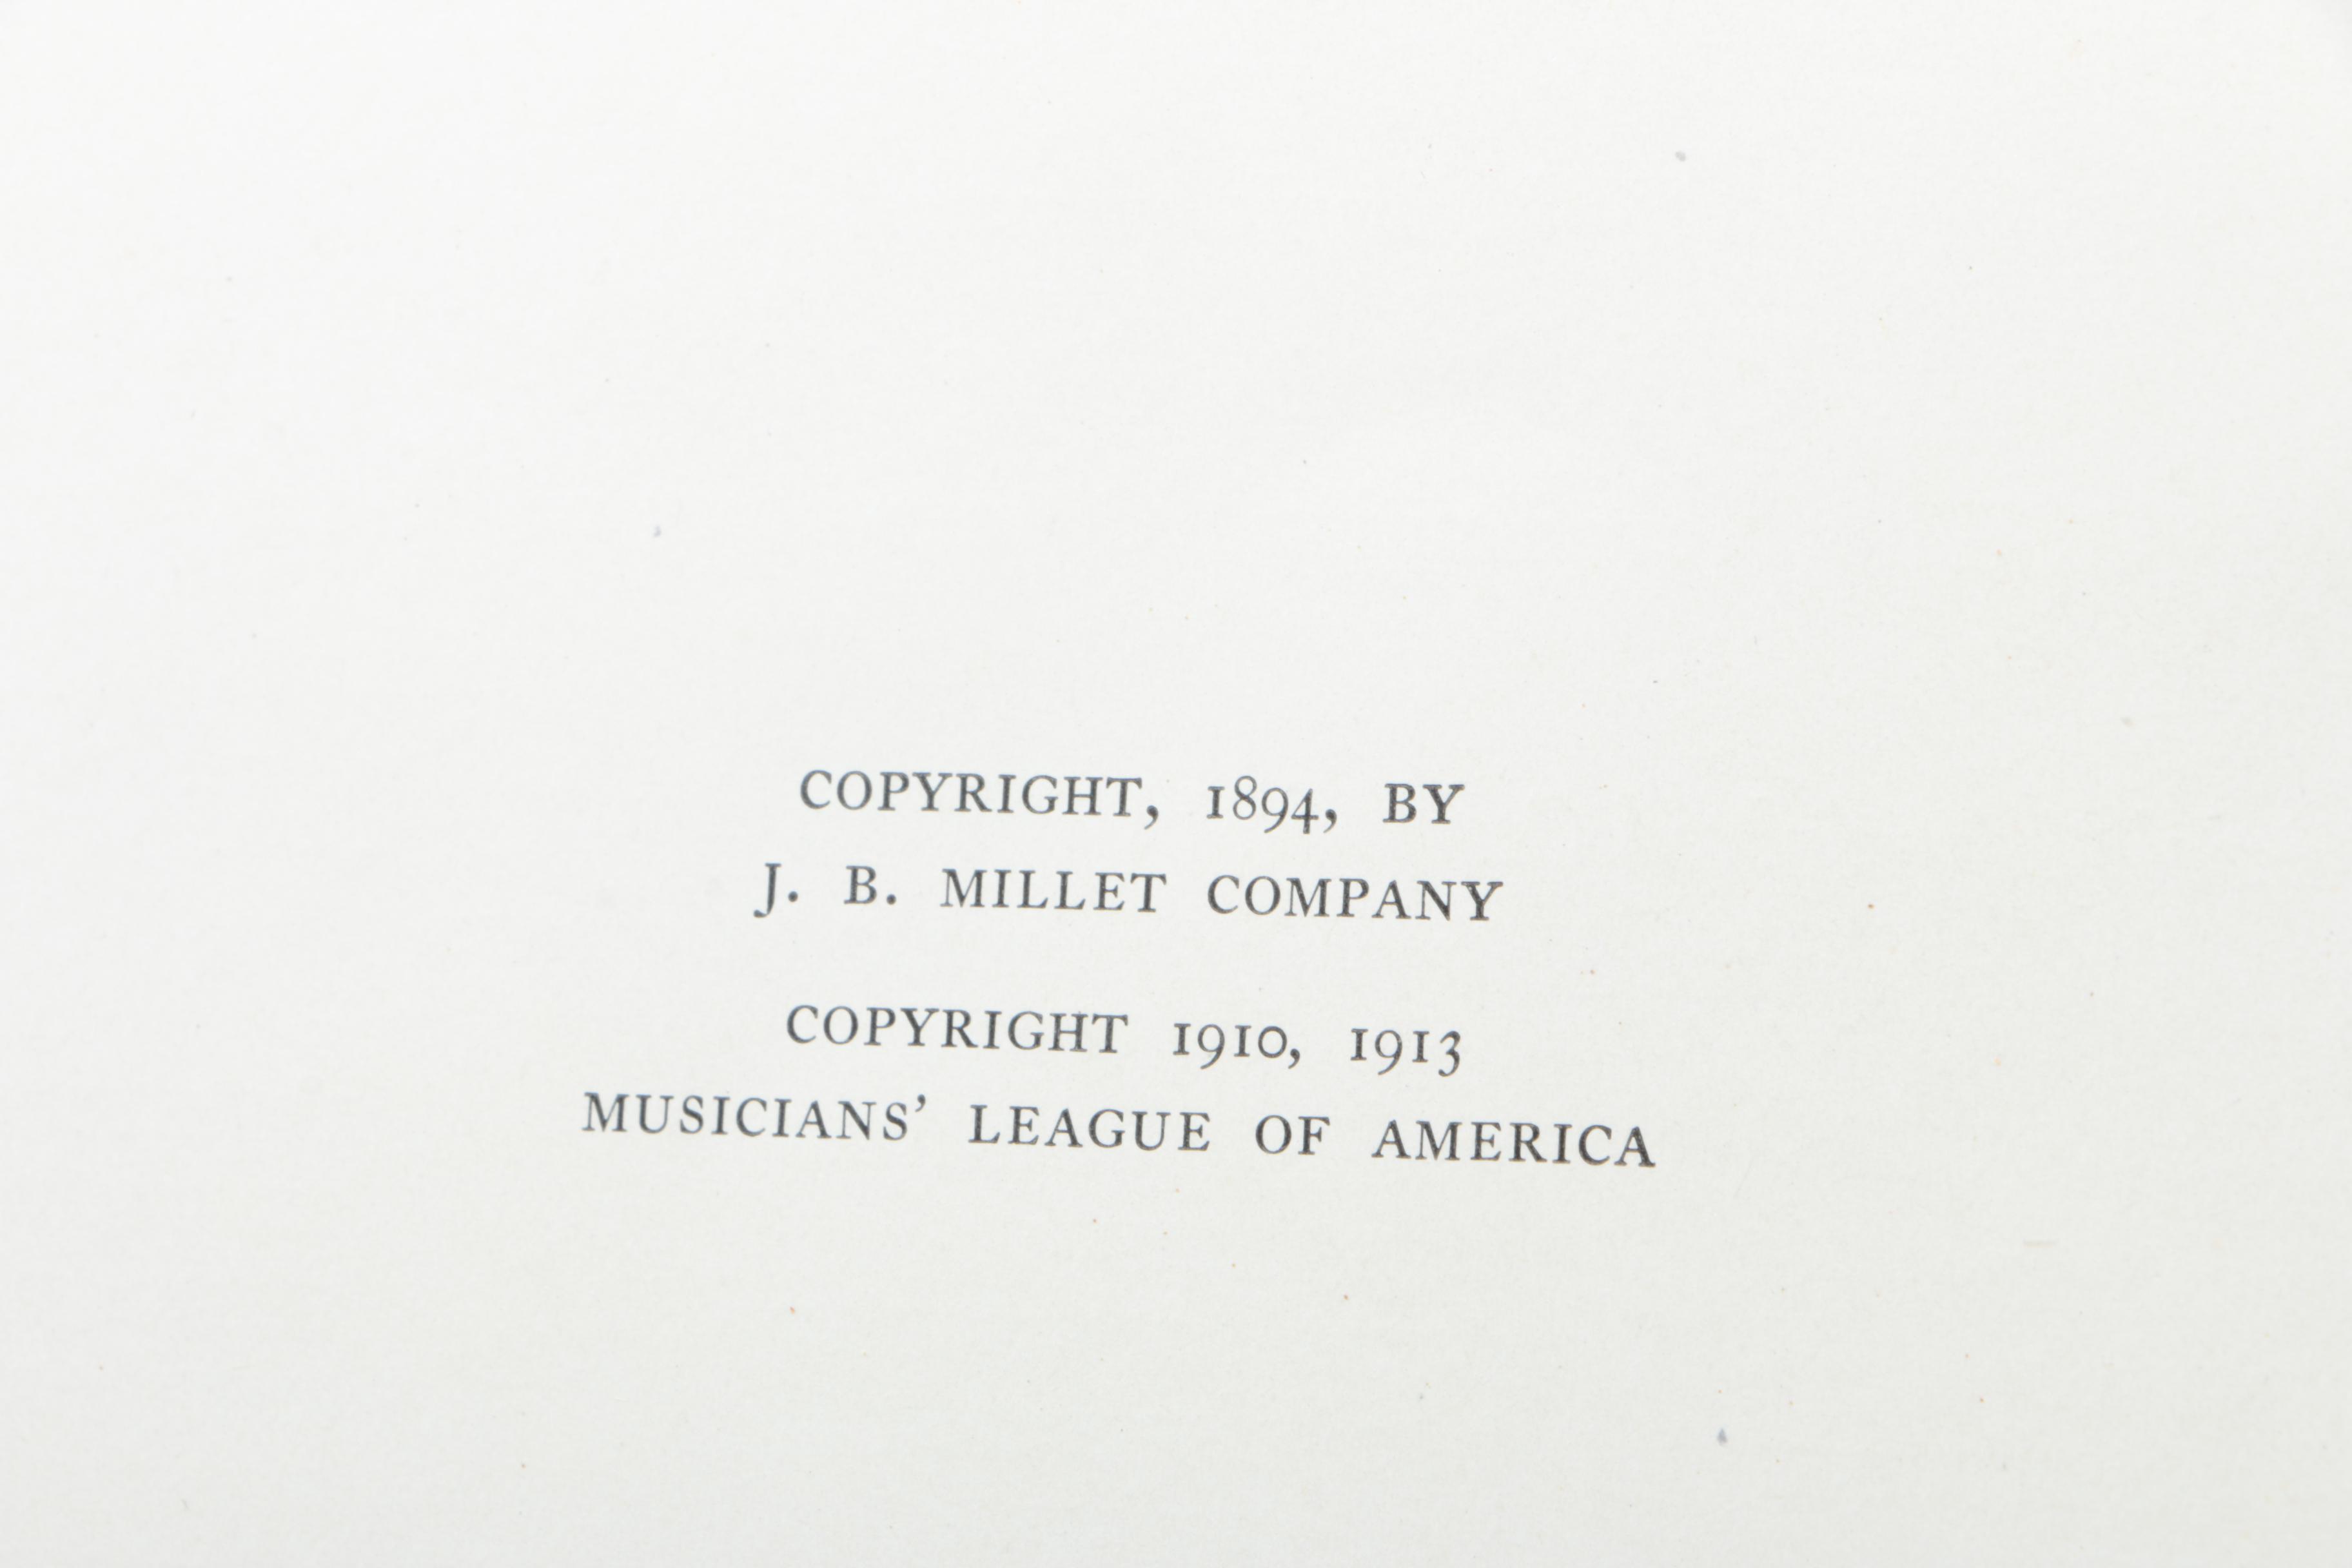 COPYRIGHT, 1894, BY
J. B. MILLET COMPANY
COPYRIGHT 1910, 1913
MUSICIANS' LEAGUE OF AMERICA